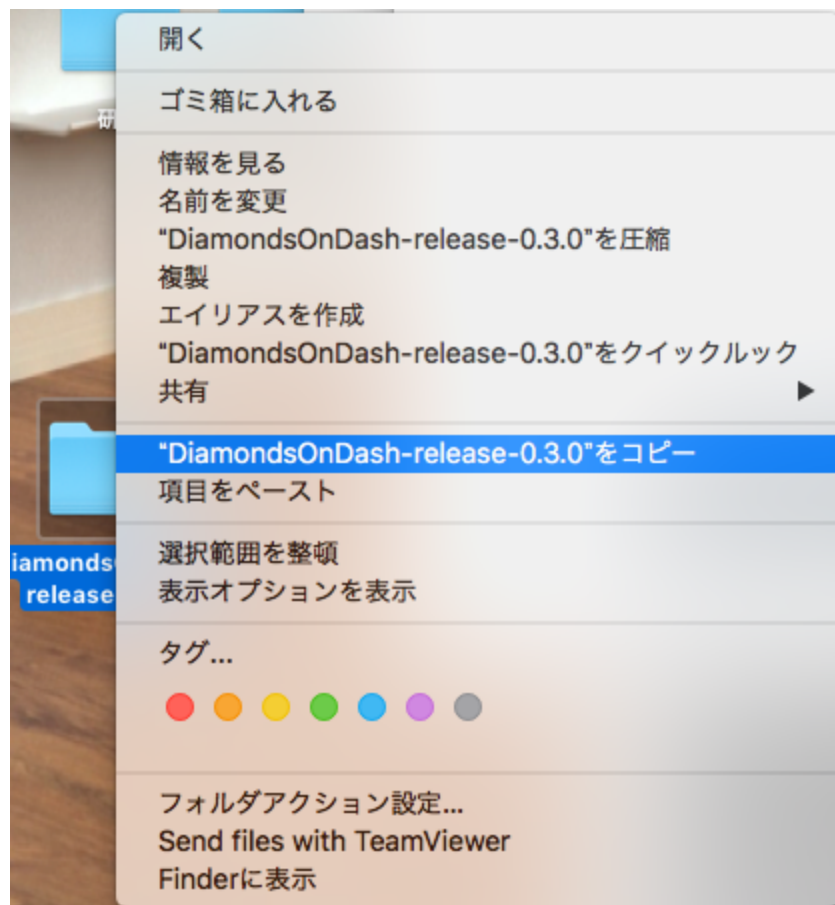 開く
ゴミ箱に入れる
研
情報を見る
名前を変更
“DiamondsOnDash-release-0.3.0”を圧縮
複製
エイリアスを作成
“DiamondsOnDash-release-0.3.0”をクイックルック
共有
“DiamondsOnDash-release-0.3.0”をコピー
項目をペースト
選択範囲を整頓
iamonds
表示オプションを表示
release
タグ...
フォルダアクション設定...
Send files with TeamViewer
Finderに表示